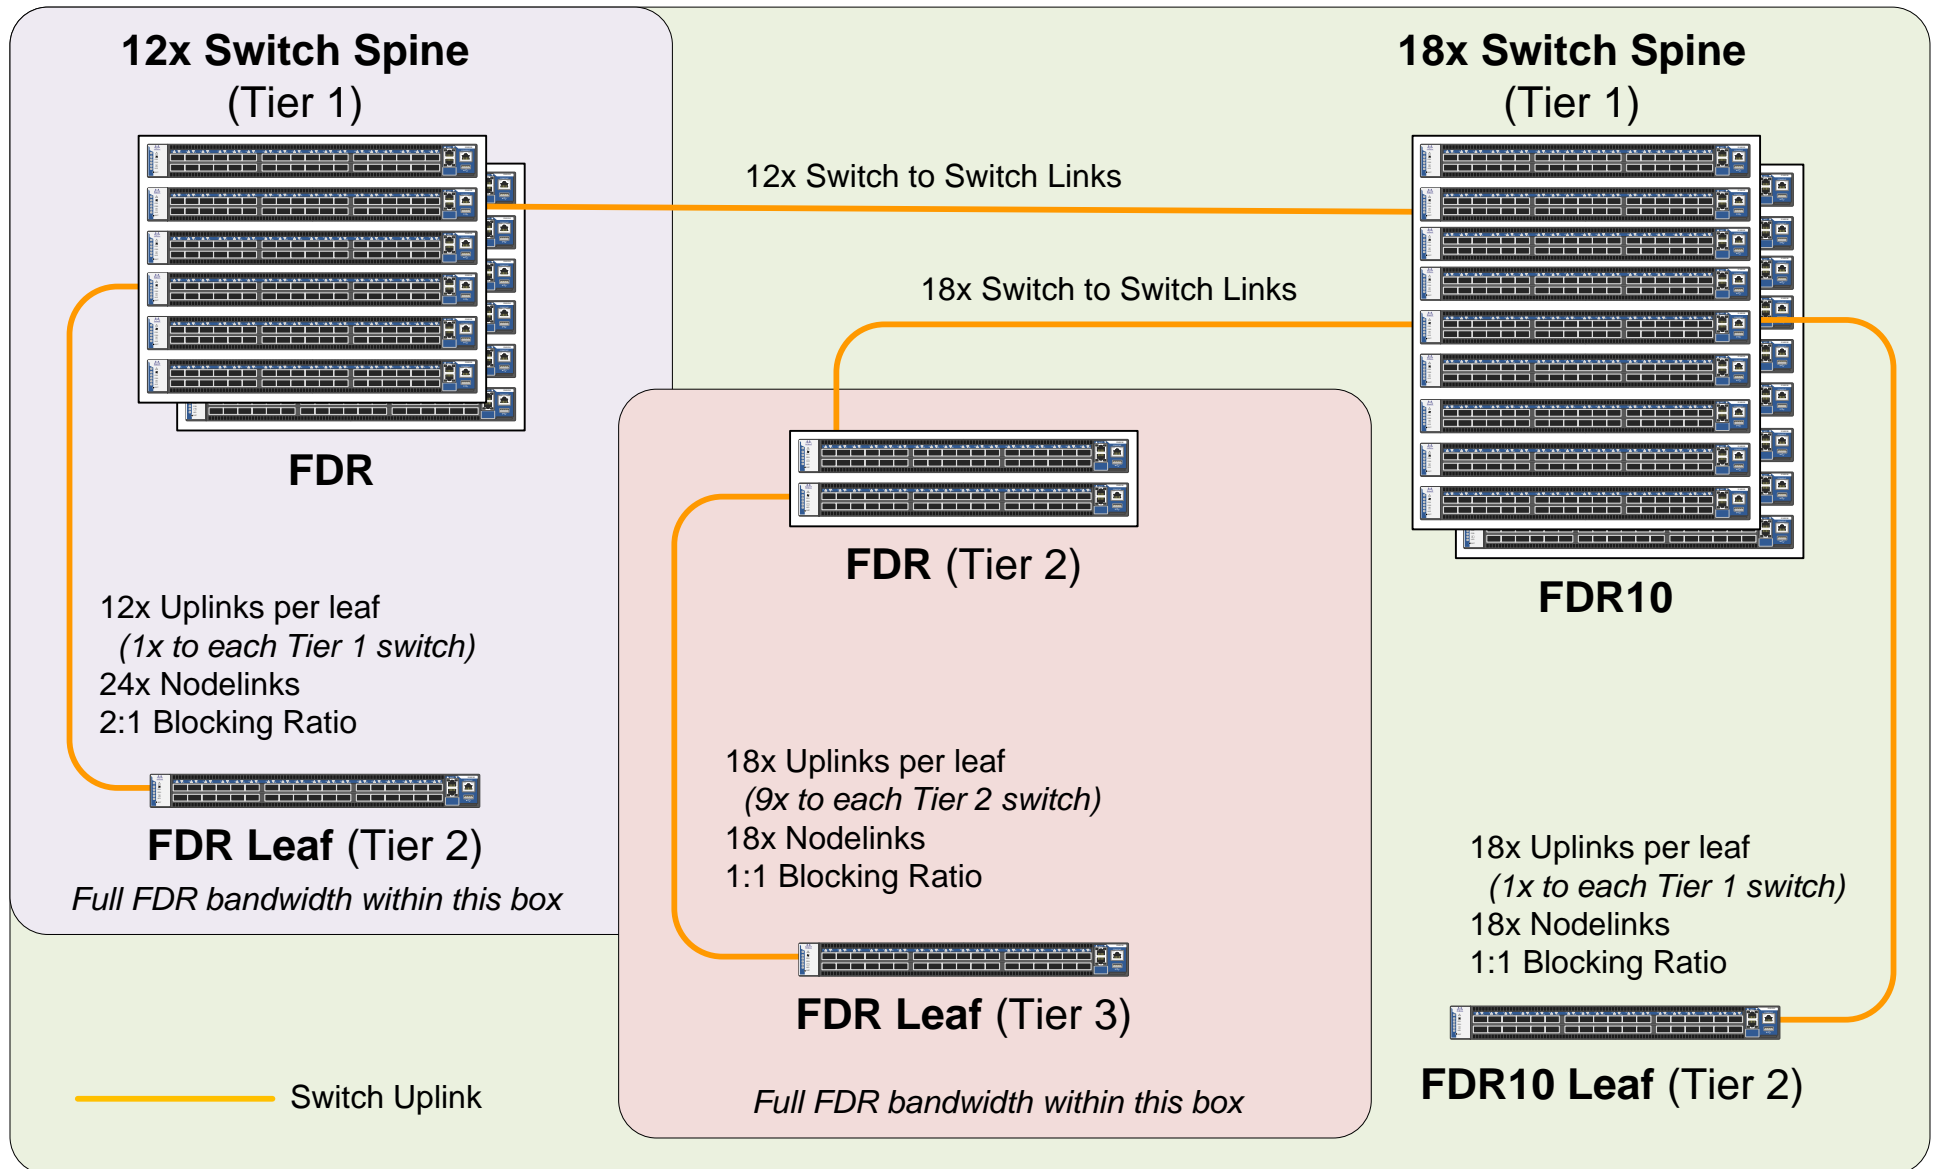 12x Switch Spine
(Tier 1)
FDR
12x Uplinks per leaf
(1x to each Tier 1 switch)
24x Nodelinks
2:1 Blocking Ratio
FDR Leaf (Tier 2)
Full FDR bandwidth within this box
12x Switch to Switch Links
18x Switch to Switch Links
FDR (Tier 2)
18x Uplinks per leaf
(9x to each Tier 2 switch)
18x Nodelinks
1:1 Blocking Ratio
FDR Leaf (Tier 3)
Full FDR bandwidth within this box
18x Switch Spine
(Tier 1)
FDR10
18x Uplinks per leaf
(1x to each Tier 1 switch)
18x Nodelinks
1:1 Blocking Ratio
FDR10 Leaf (Tier 2)
Switch Uplink